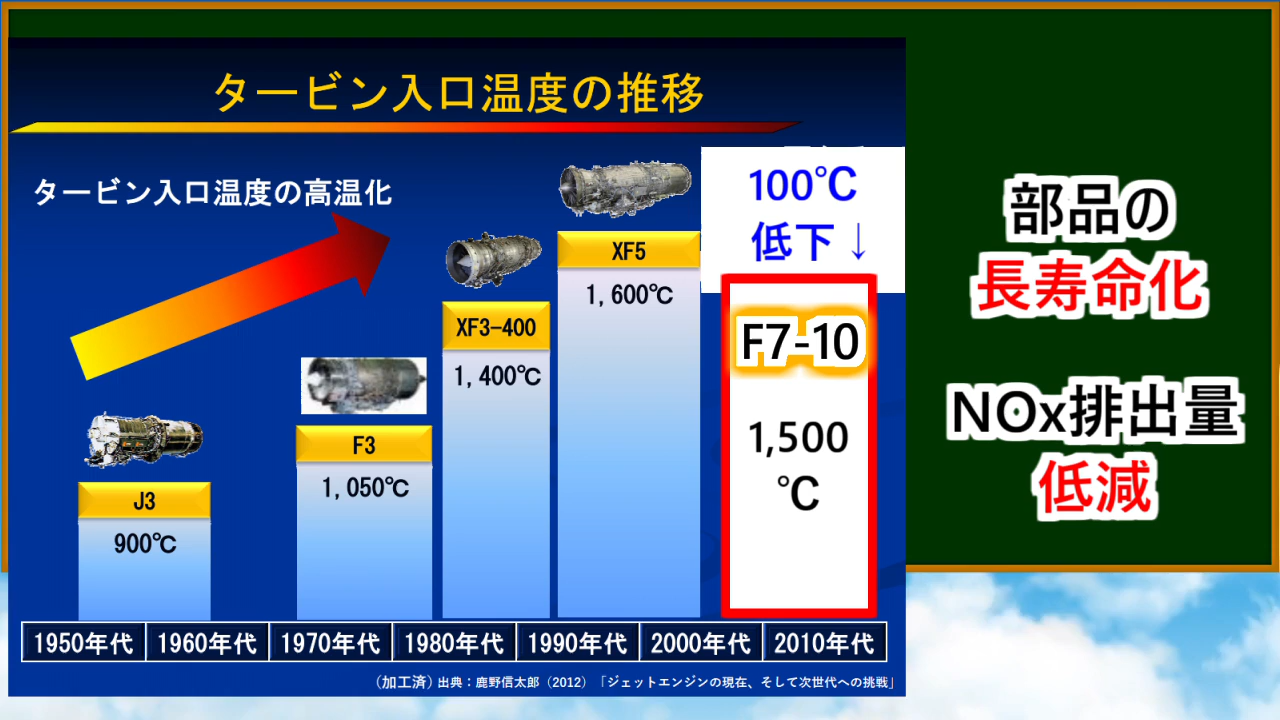 タービン入口温度の推移
タービン入口温度の高温化
100℃
低下↓
XF5
1,600℃
XF3-400
1,400℃
F7-10
1,500
℃
F3
1,050℃
J3
900℃
1950年代 1960年代 1970年代 1980年代 1990年代 2000年代 2010年代
(加工済)出典：鹿野信太郎（2012）「ジェットエンジンの現在、そして次世代への挑戦」
部品の
長寿命化
NOx排出量
低減